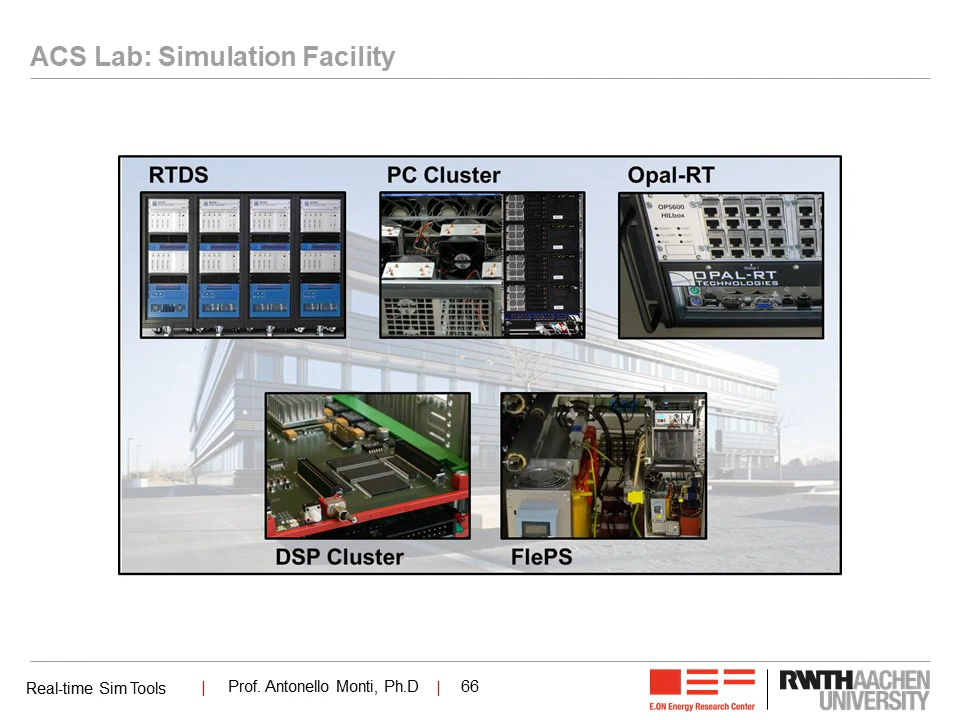 ACS Lab: Simulation Facility
RTDS
PC Cluster
Opal-RT
OP5600
HILbox
OPAL-RT
TECHNOLOGIES
DSP Cluster
FlePS
Real-time Sim Tools | Prof. Antonello Monti, Ph.D | 66
E.ON Energy Research Center
RWTHAACHEN
UNIVERSITY